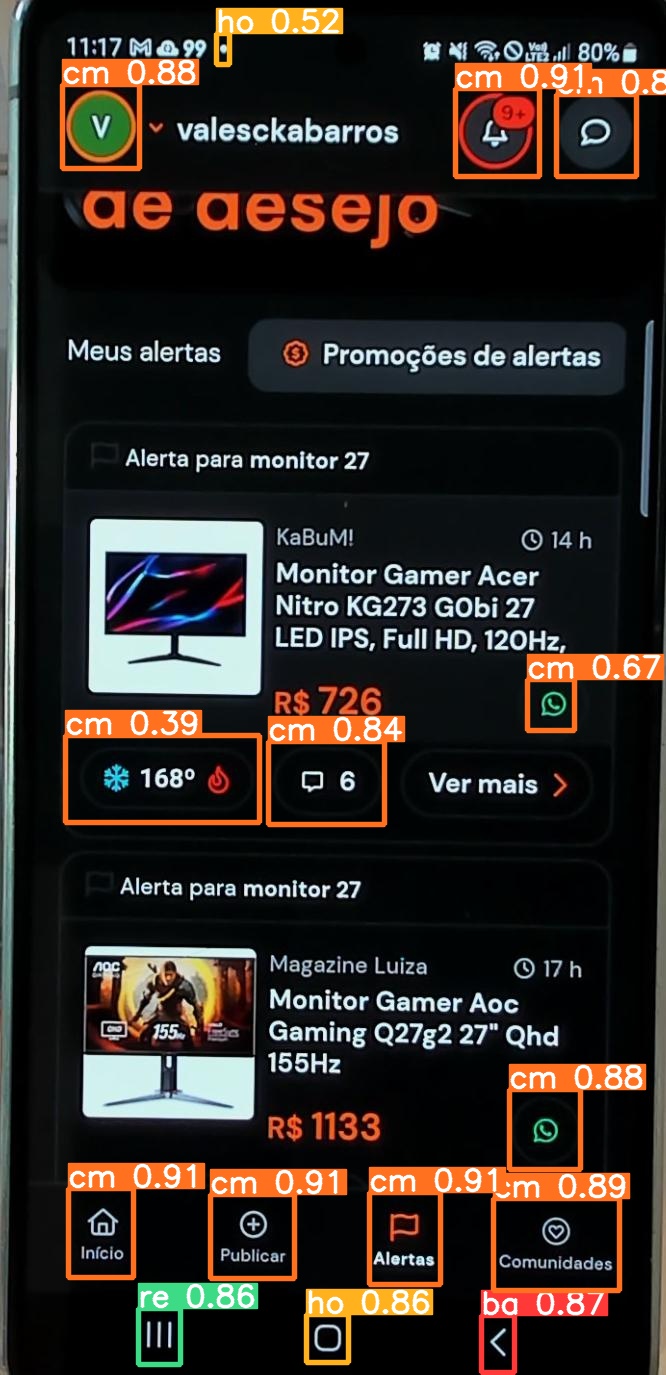 ho 0.52
11:17 99 80%
cm 0.88
cm 0.91
V valesckabarros
9+
de desejo
Meus alertas Promoções de alertas
Alerta para monitor 27
KaBuM! 14 h
Monitor Gamer Acer
Nitro KG273 G0bi 27
LED IPS, Full HD, 120Hz,
cm 0.67
R$ 726
cm 0.39 cm 0.84
168º 6 Ver mais
Alerta para monitor 27
Magazine Luiza 17 h
AOC
155Hz
Monitor Gamer Aoc
Gaming Q27g2 27" Qhd
155Hz
cm 0.88
R$ 1133
cm 0.91 cm 0.91 cm 0.91 cm 0.89
Início Publicar Alertas Comunidades
re 0.86 ho 0.86 ba 0.87